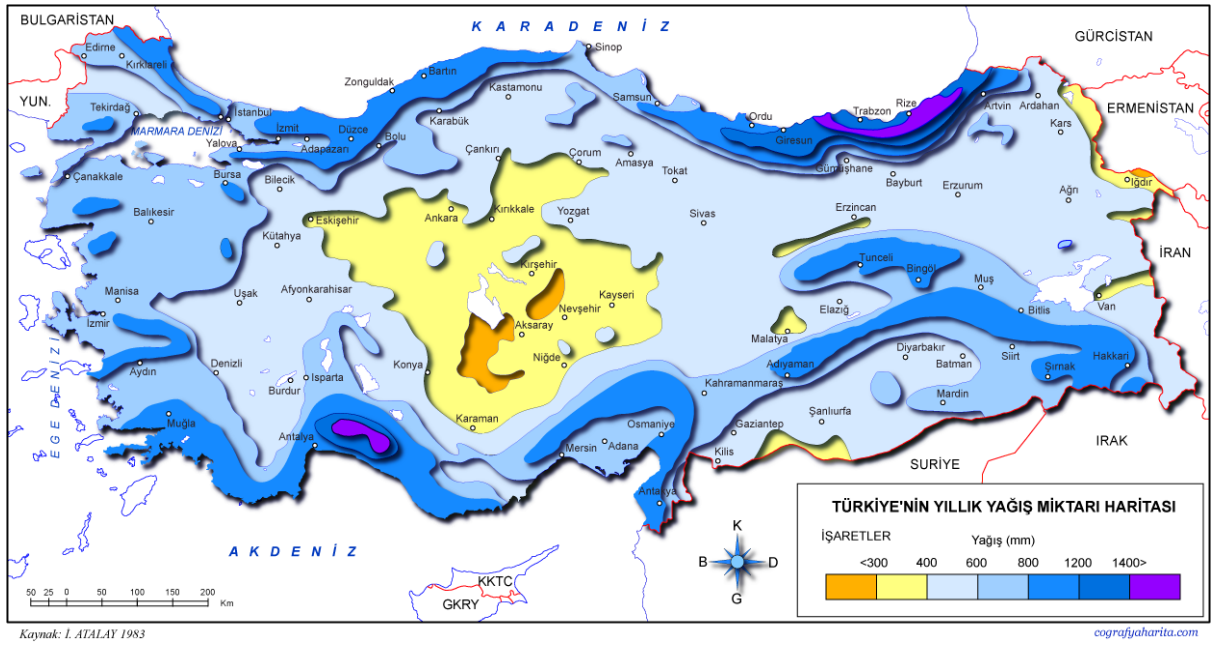 BULGARİSTAN
K A R A D E N İ Z
GÜRCİSTAN
Edirne
Kırklareli
Sinop
Zonguldak
Bartın
Kastamonu
YUN.
Tekirdağ
İstanbul
Samsun
Trabzon
Rize
Artvin
Ardahan
ERMENİSTAN
MARMARA DENİZİ
İzmit
Düzce
Bolu
Karabük
Ordu
Giresun
Kars
Yalova
Adapazarı
Çankırı
Çorum
Amasya
Gümüşhane
Çanakkale
Bursa
Bilecik
Tokat
Bayburt
Erzurum
Ağrı
Iğdır
Balıkesir
Eskişehir
Ankara
Kırıkkale
Yozgat
Sivas
Erzincan
Kütahya
İRAN
Kırşehir
Tunceli
Bingöl
Manisa
Uşak
Afyonkarahisar
Nevşehir
Kayseri
Elazığ
Muş
Van
İzmir
Aksaray
Bitlis
Malatya
EGE DENİZİ
Aydın
Denizli
Burdur
Isparta
Konya
Niğde
Diyarbakır
Batman
Siirt
Hakkari
Adıyaman
Şırnak
Kahramanmaraş
Mardin
Muğla
Antalya
Karaman
Mersin
Adana
Osmaniye
Gaziantep
Şanlıurfa
Kilis
SURİYE
IRAK
Antakya
A K D E N İ Z
KKTC
GKRY
K
B D
G
TÜRKİYE'NİN YILLIK YAĞIŞ MİKTARI HARİTASI
İŞARETLER
Yağış (mm)
<300 400 600 800 1200 1400>
50 25 0 50 100 150 200 Km
Kaynak: İ. ATALAY 1983
cografyaharita.com